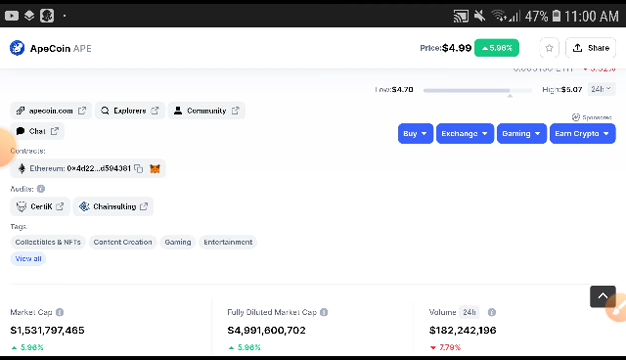 47% 11:00 AM
ApeCoin APE
Price: $4.99 5.96%
Share
Low: $4.70
High: $5.07 24h
Sponsored
apecoin.com Explorers Community
Chat
Buy Exchange Gaming Earn Crypto
Contracts:
Ethereum: 0x4d22...d594381
Audits:
CertiK Chainsulting
Tags:
Collectibles & NFTs Content Creation Gaming Entertainment
View all
Market Cap Fully Diluted Market Cap Volume 24h
$1,531,797,465 $4,991,600,702 $182,242,196
5.96% 5.96% 7.79%